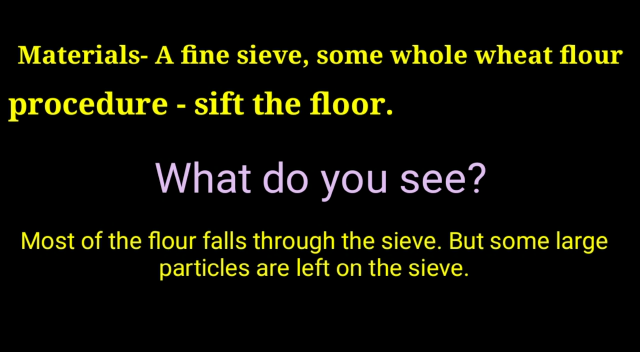 Materials- A fine sieve, some whole wheat flour
procedure - sift the floor.
What do you see?
Most of the flour falls through the sieve. But some large
particles are left on the sieve.